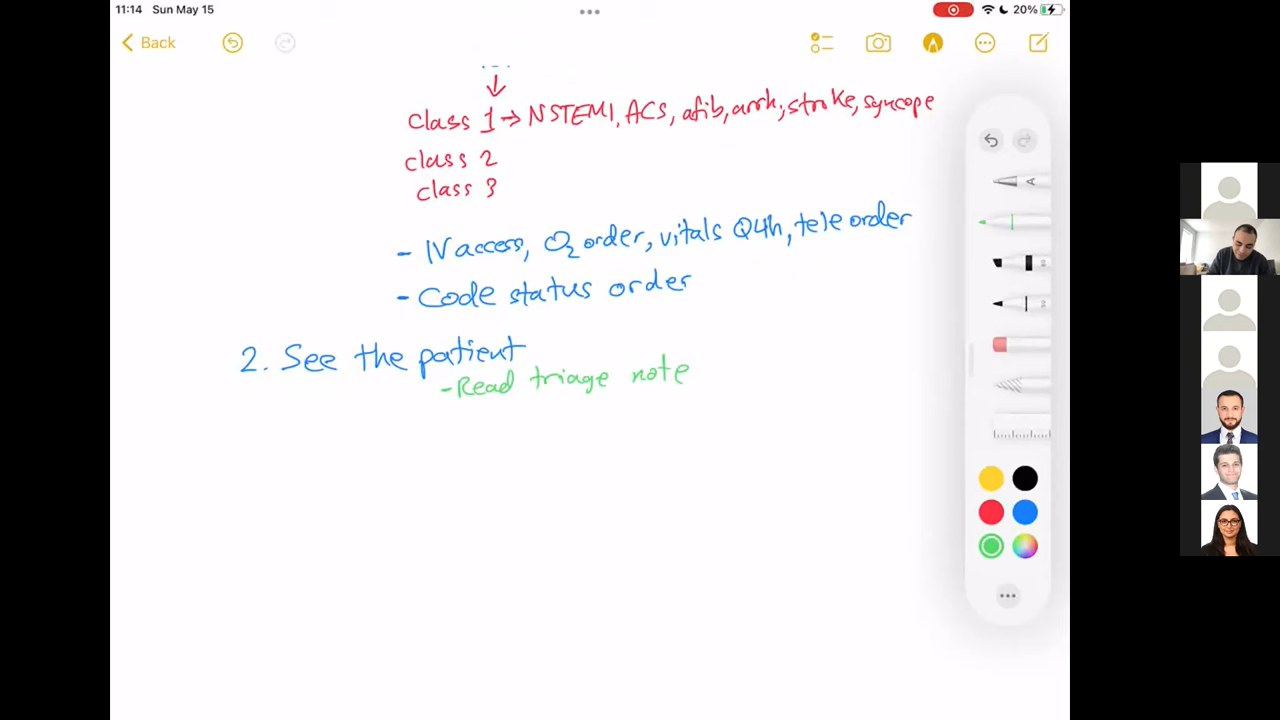 11:14 Sun May 15
20%
Back
Class 1 → NSTEMI, ACS, afib, arrh, stroke, syncope
class 2
class 3
- IV access, O2 order, vitals Q4h, tele order
- Code status order
2. See the patient
- Read triage note